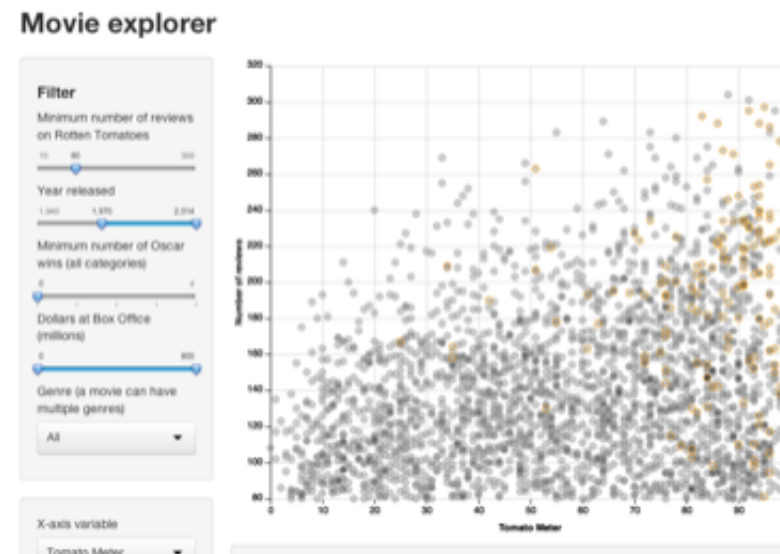 Movie explorer
Filter
Minimum number of reviews
on Rotten Tomatoes
10 80 300
Year released
1,940 1,970 2,014
Minimum number of Oscar
wins (all categories)
0 4
Dollars at Box Office
(millions)
0 800
Genre (a movie can have
multiple genres)
All
X-axis variable
Tomato Meter
Number of reviews
320
300
280
260
240
220
200
180
160
140
120
100
80
0 10 20 30 40 50 60 70 80 90
Tomato Meter